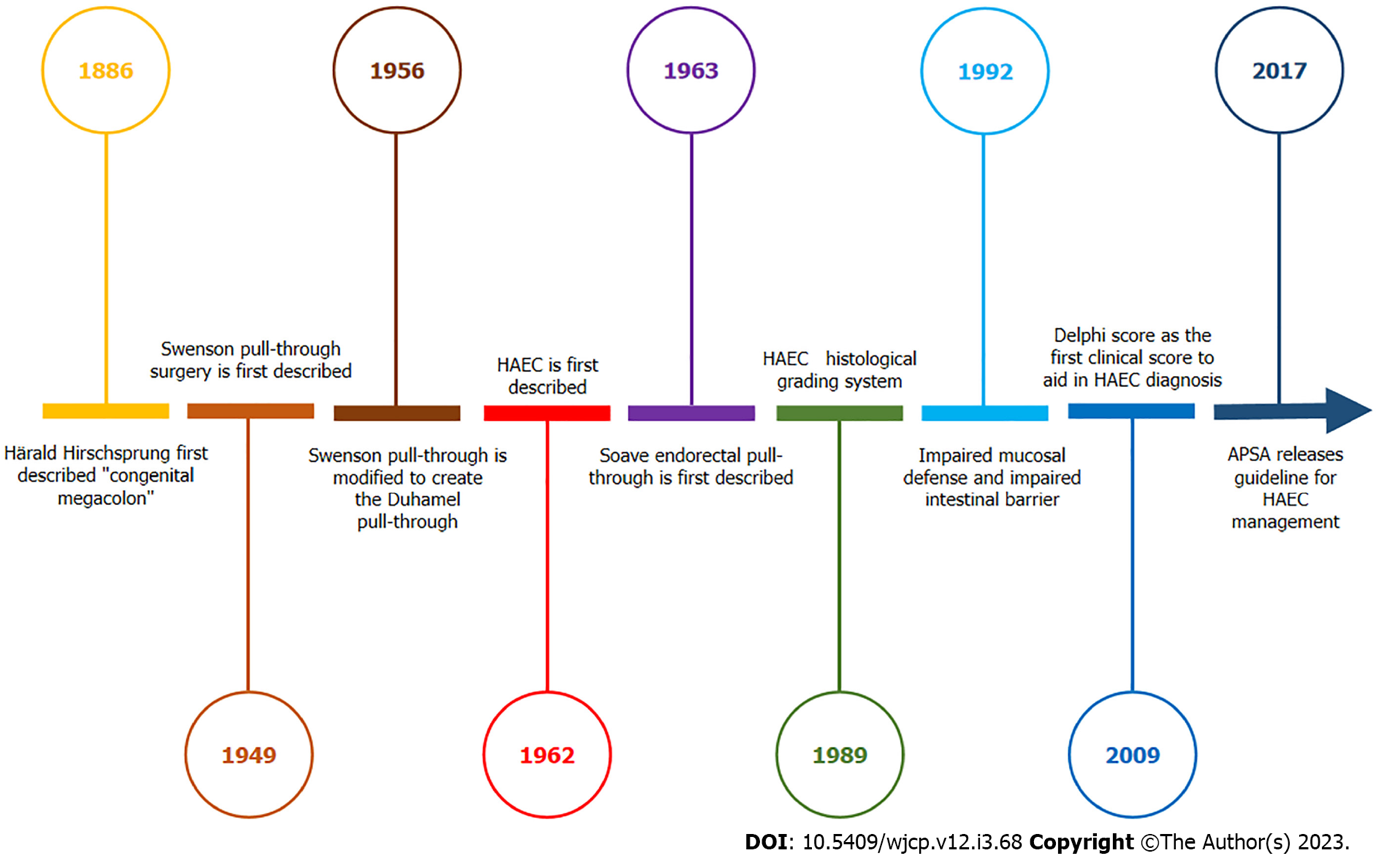 1886
1956
1963
1992
2017
Swenson pull-through
surgery is first described
HAEC is first
described
HAEC histological
grading system
Delphi score as the
first clinical score to
aid in HAEC diagnosis
Härald Hirschsprung first
described "congenital
megacolon"
Swenson pull-through is
modified to create
the Duhamel
pull-through
Soave endorectal pull-
through is first described
Impaired mucosal
defense and impaired
intestinal barrier
APSA releases
guideline for
HAEC
management
1949
1962
1989
2009
DOI: 10.5409/wjcp.v12.i3.68 Copyright ©The Author(s) 2023.